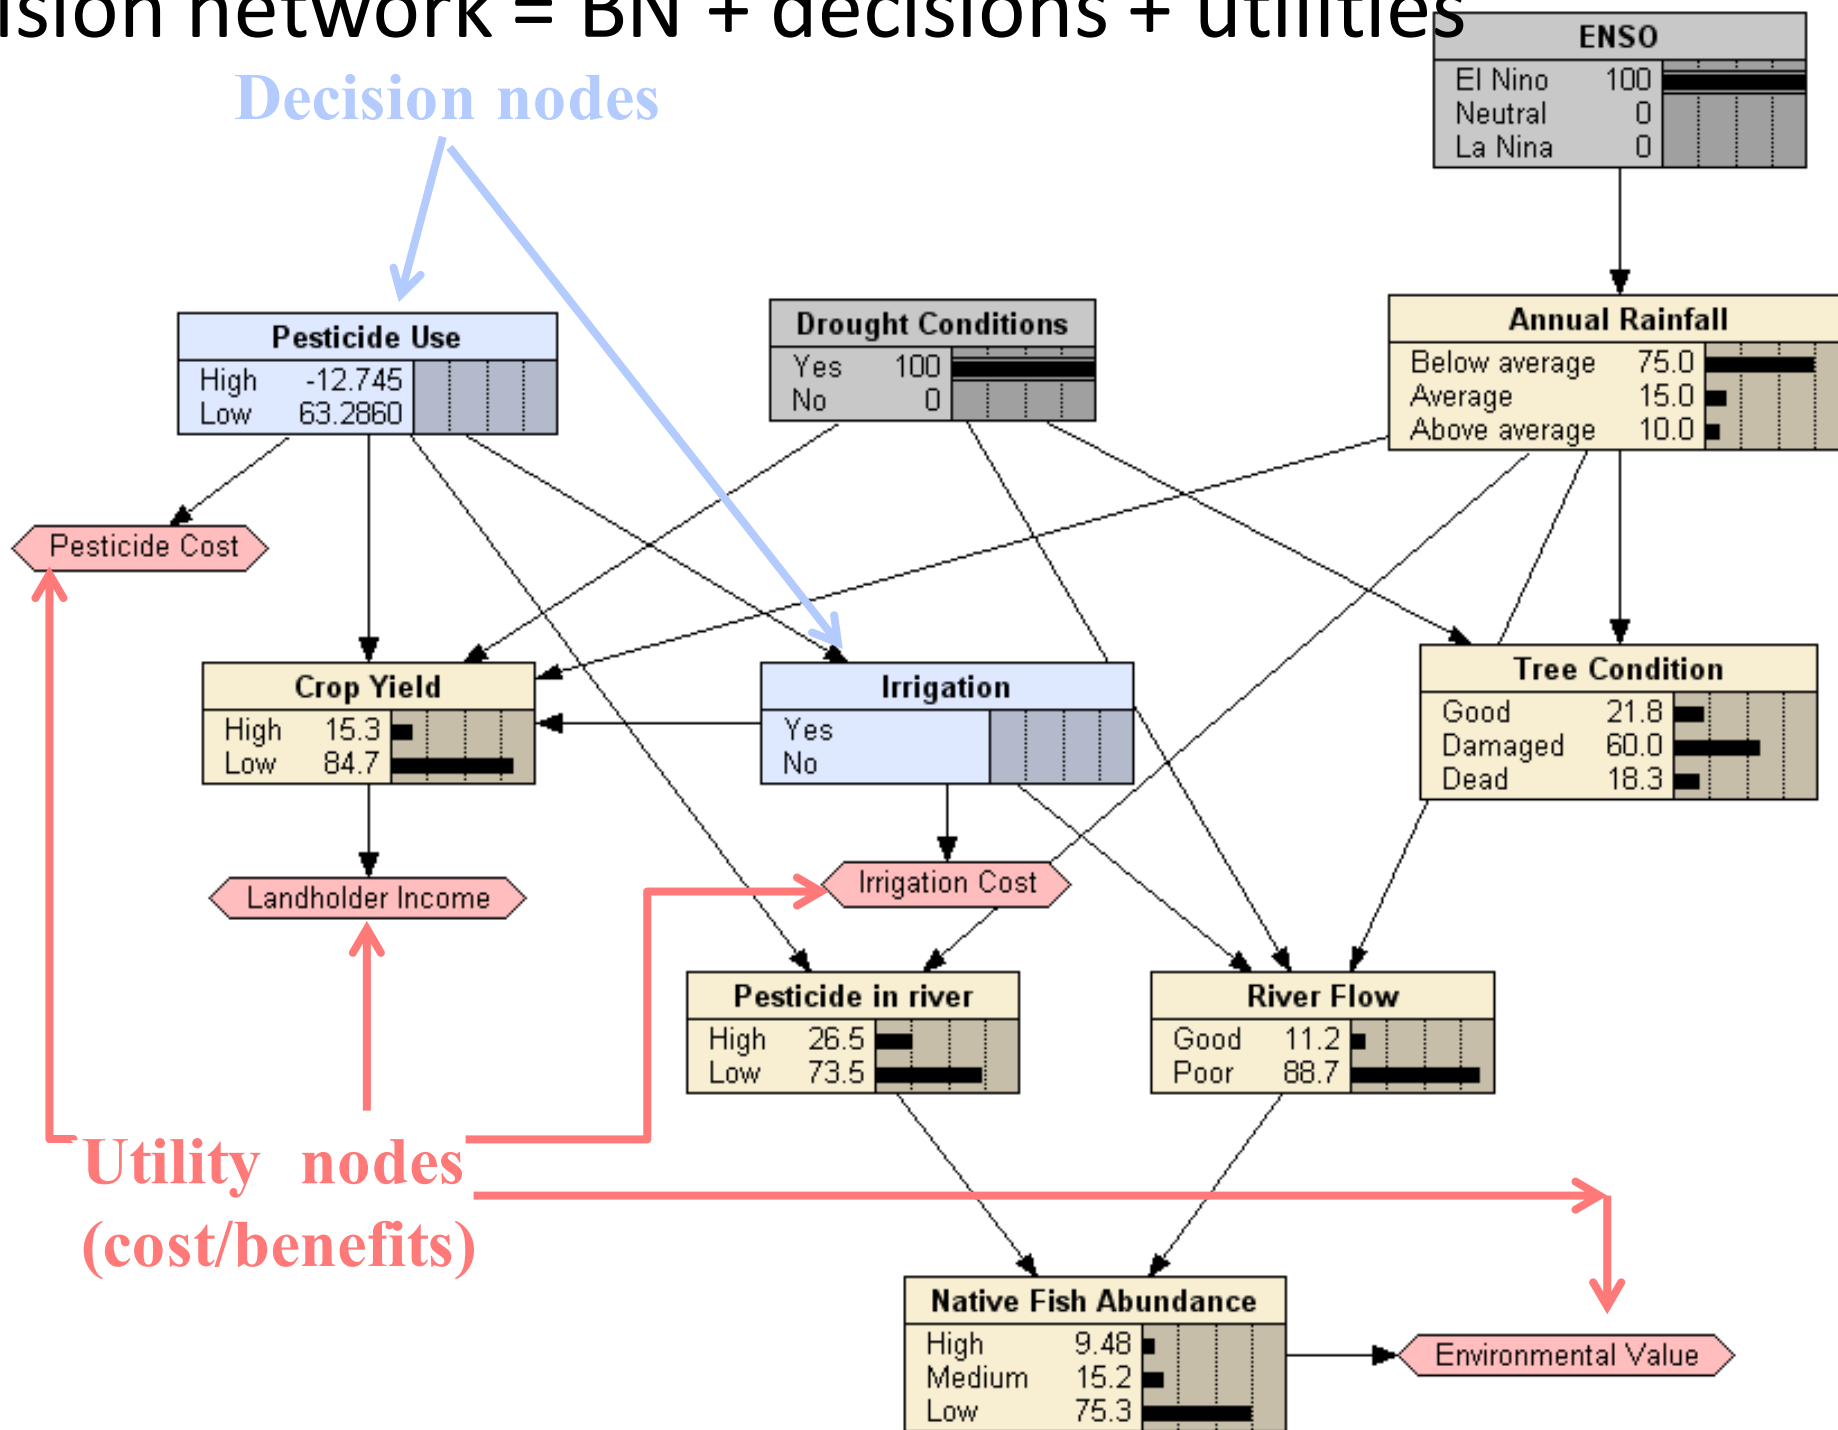 ision network = BN + decisions + utilities
Decision nodes
ENSO
El Nino 100
Neutral 0
La Nina 0
Pesticide Use
High -12.745
Low 63.2860
Drought Conditions
Yes 100
No 0
Annual Rainfall
Below average 75.0
Average 15.0
Above average 10.0
Pesticide Cost
Crop Yield
High 15.3
Low 84.7
Irrigation
Yes
No
Tree Condition
Good 21.8
Damaged 60.0
Dead 18.3
Landholder Income
Irrigation Cost
Pesticide in river
High 26.5
Low 73.5
River Flow
Good 11.2
Poor 88.7
Utility nodes
(cost/benefits)
Native Fish Abundance
High 9.48
Medium 15.2
Low 75.3
Environmental Value